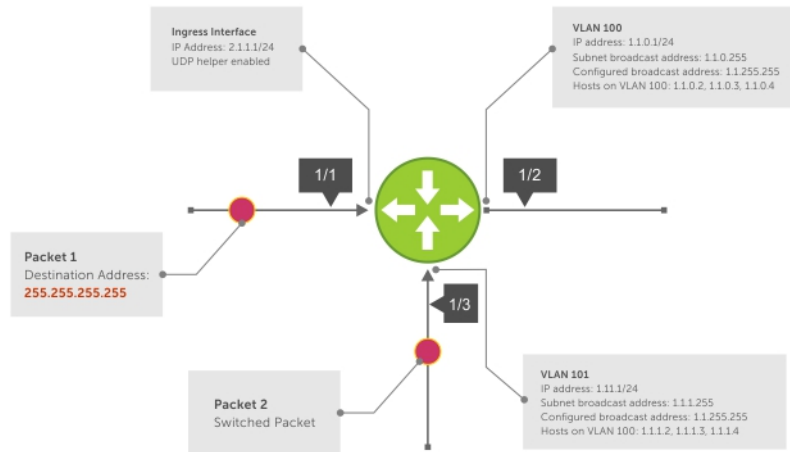 Ingress Interface
IP Address: 2.1.1.1/24
UDP helper enabled
VLAN 100
IP address: 1.1.0.1/24
Subnet broadcast address: 1.1.0.255
Configured broadcast address: 1.1.255.255
Hosts on VLAN 100: 1.1.0.2, 1.1.0.3, 1.1.0.4
1/1
1/2
Packet 1
Destination Address:
255.255.255.255
1/3
Packet 2
Switched Packet
VLAN 101
IP address: 1.11.1/24
Subnet broadcast address: 1.1.1.255
Configured broadcast address: 1.1.255.255
Hosts on VLAN 100: 1.1.1.2, 1.1.1.3, 1.1.1.4